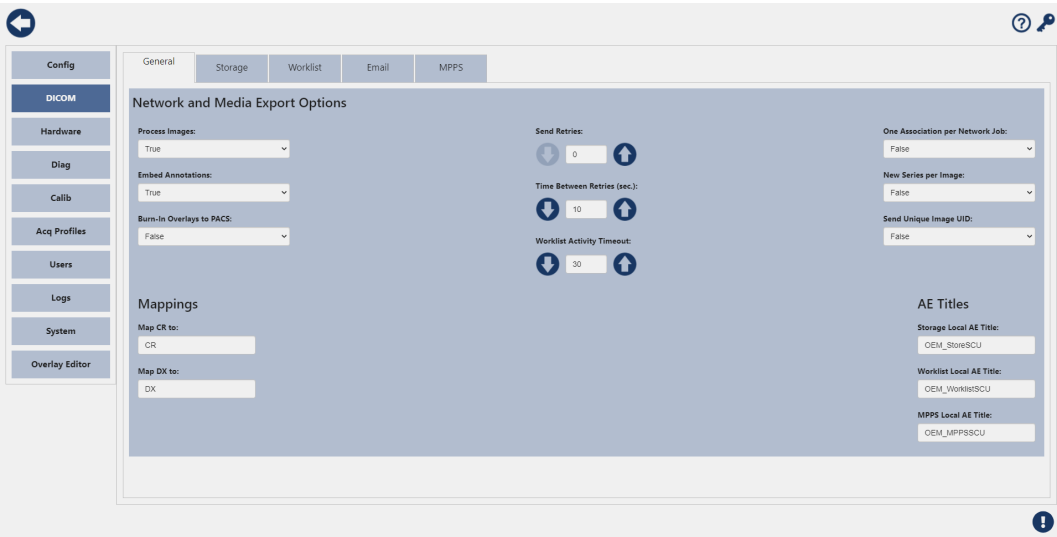 Config
DICOM
Hardware
Diag
Calib
Acq Profiles
Users
Logs
System
Overlay Editor
General
Storage
Worklist
Email
MPPS
Network and Media Export Options
Process Images:
True
Embed Annotations:
True
Burn-In Overlays to PACS:
False
Send Retries:
0
Time Between Retries (sec.):
10
Worklist Activity Timeout:
30
One Association per Network Job:
False
New Series per Image:
False
Send Unique Image UID:
False
Mappings
Map CR to:
CR
Map DX to:
DX
AE Titles
Storage Local AE Title:
OEM_StoreSCU
Worklist Local AE Title:
OEM_WorklistSCU
MPPS Local AE Title:
OEM_MPPSSCU